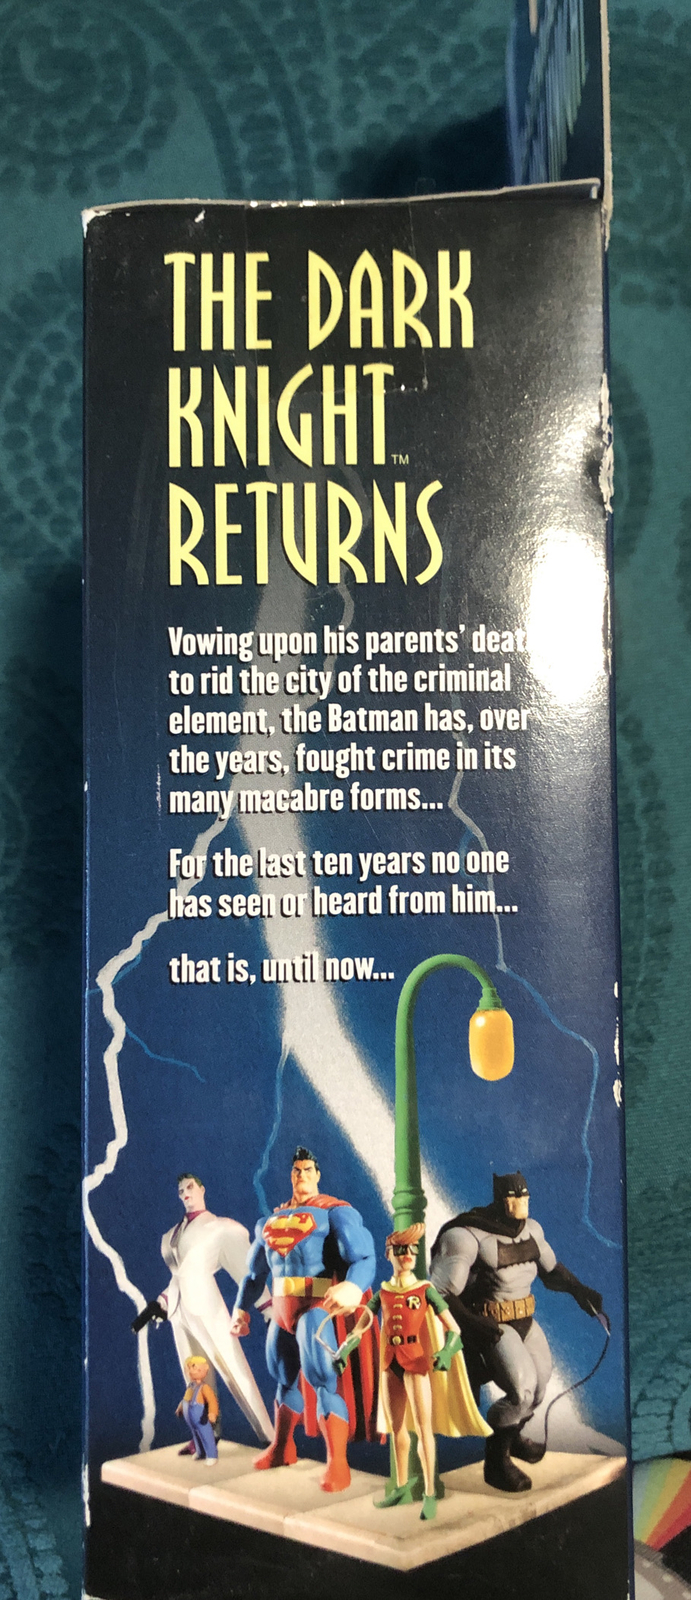 THE DARK
KNIGHT™
RETURNS
Vowing upon his parents'
to rid the city of the criminal
element, the Batman has, over
the years, fought crime in its
many macabre forms...
For the last ten years no one
has seen or heard from him...
that is, until now...
R